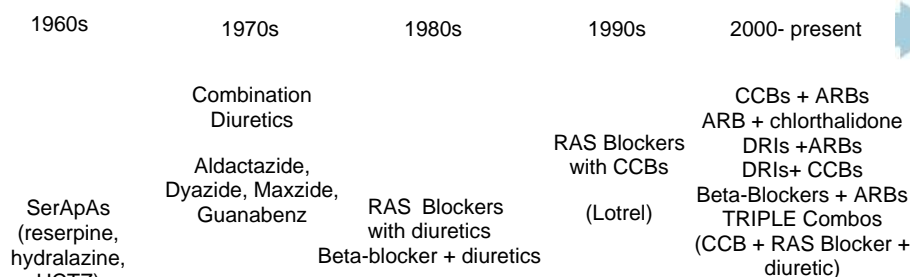 1960s
1970s
1980s
1990s
2000- present
SerApAs
(reserpine,
hydralazine,
Combination
Diuretics
Aldactazide,
Dyazide, Maxzide,
Guanabenz
RAS Blockers
with diuretics
Beta-blocker + diuretics
RAS Blockers
with CCBs
(Lotrel)
CCBs + ARBs
ARB + chlorthalidone
DRIs +ARBs
DRIs+ CCBs
Beta-Blockers + ARBs
TRIPLE Combos
(CCB + RAS Blocker +
diuretic)